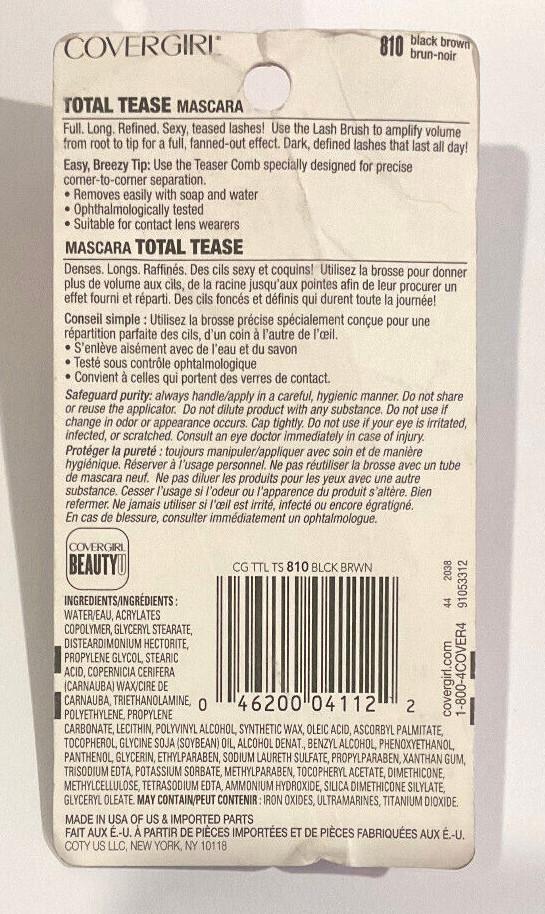 COVERGIRL®
810 black brown
brun-noir
TOTAL TEASE MASCARA
Full. Long. Refined. Sexy, teased lashes! Use the Lash Brush to amplify volume
from root to tip for a full, fanned-out effect. Dark, defined lashes that last all day!
Easy, Breezy Tip: Use the Teaser Comb specially designed for precise
corner-to-corner separation.
• Removes easily with soap and water
• Ophthalmologically tested
• Suitable for contact lens wearers
MASCARA TOTAL TEASE
Denses. Longs. Raffinés. Des cils sexy et coquins! Utilisez la brosse pour donner
plus de volume aux cils, de la racine jusqu'aux pointes afin de leur procurer un
effet fourni et réparti. Des cils foncés et définis qui durent toute la journée!
Conseil simple : Utilisez la brosse précise spécialement conçue pour une
répartition parfaite des cils, d'un coin à l'autre de l'œil.
• S'enlève aisément avec de l'eau et du savon
• Testé sous contrôle ophtalmologique
• Convient à celles qui portent des verres de contact.
Safeguard purity: always handle/apply in a careful, hygienic manner. Do not share
or reuse the applicator. Do not dilute product with any substance. Do not use if
change in odor or appearance occurs. Cap tightly. Do not use if your eye is irritated,
infected, or scratched. Consult an eye doctor immediately in case of injury.
Protéger la pureté : toujours manipuler/appliquer avec soin et de manière
hygiénique. Réserver à l'usage personnel. Ne pas réutiliser la brosse avec un tube
de mascara neuf. Ne pas diluer les produits pour les yeux avec une autre
substance. Cesser l'usage si l'odeur ou l'apparence du produit s'altère. Bien
refermer. Ne jamais utiliser si l'œil est irrité, infecté ou encore égratigné.
En cas de blessure, consulter immédiatement un ophtalmologue.
COVERGIRL
BEAUTYU
CG TTL TS 810 BLCK BRWN
0 46200 04112 2
44 2038
91053312
covergirl.com
1-800-4COVER4
INGREDIENTS/INGRÉDIENTS :
WATER/EAU, ACRYLATES
COPOLYMER, GLYCERYL STEARATE,
DISTEARDIMONIUM HECTORITE,
PROPYLENE GLYCOL, STEARIC
ACID, COPERNICIA CERIFERA
(CARNAUBA) WAX/CIRE DE
CARNAUBA, TRIETHANOLAMINE,
POLYETHYLENE, PROPYLENE
CARBONATE, LECITHIN, POLYVINYL ALCOHOL, SYNTHETIC WAX, OLEIC ACID, ASCORBYL PALMITATE,
TOCOPHEROL, GLYCINE SOJA (SOYBEAN) OIL, ALCOHOL DENAT., BENZYL ALCOHOL, PHENOXYETHANOL,
PANTHENOL, GLYCERIN, ETHYLPARABEN, SODIUM LAURETH SULFATE, PROPYLPARABEN, XANTHAN GUM,
TRISODIUM EDTA, POTASSIUM SORBATE, METHYLPARABEN, TOCOPHERYL ACETATE, DIMETHICONE,
METHYLCELLULOSE, TETRASODIUM EDTA, AMMONIUM HYDROXIDE, SILICA DIMETHICONE SILYLATE,
GLYCERYL OLEATE. MAY CONTAIN/PEUT CONTENIR : IRON OXIDES, ULTRAMARINES, TITANIUM DIOXIDE.
MADE IN USA OF US & IMPORTED PARTS
FAIT AUX É.-U. À PARTIR DE PIÈCES IMPORTÉES ET DE PIÈCES FABRIQUÉES AUX É.-U.
COTY US LLC, NEW YORK, NY 10118